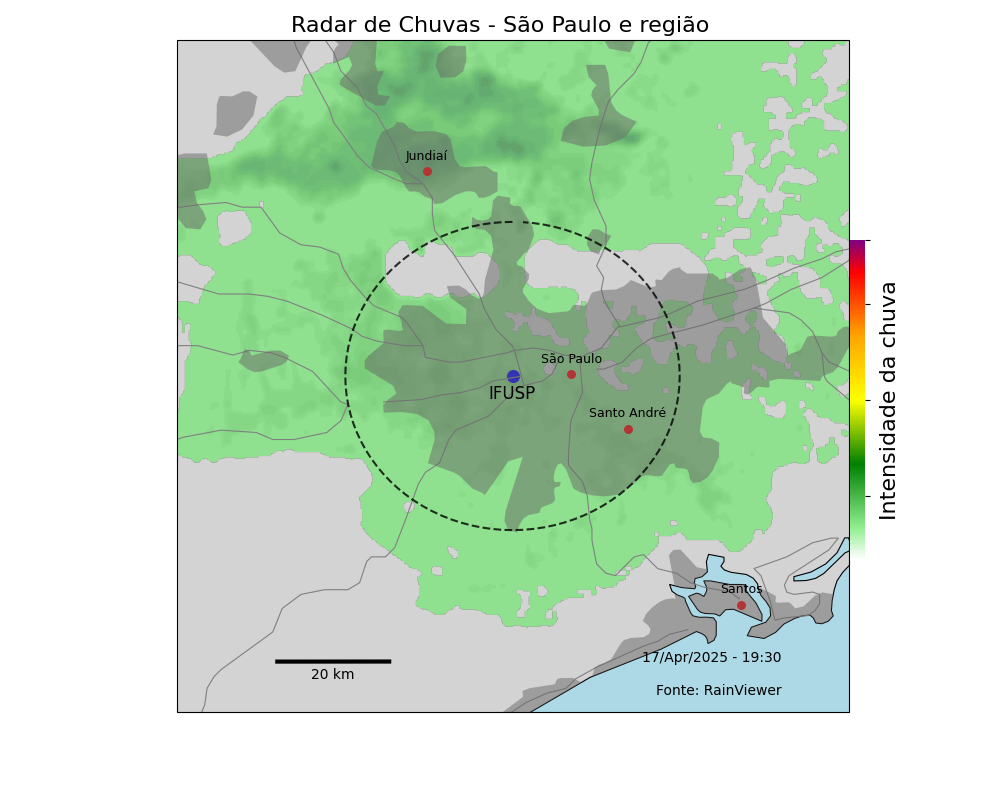 Radar de Chuvas - São Paulo e região
Jundiaí
São Paulo
IFUSP
Santo André
Santos
20 km
17/Apr/2025 - 19:30
Fonte: RainViewer
Intensidade da chuva